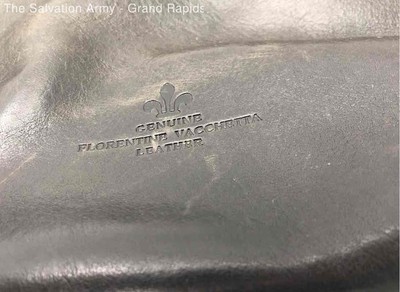 The Salvation Army - Grand Rapids
GENUINE
FLORENTINE VACCHETTA
LEATHER